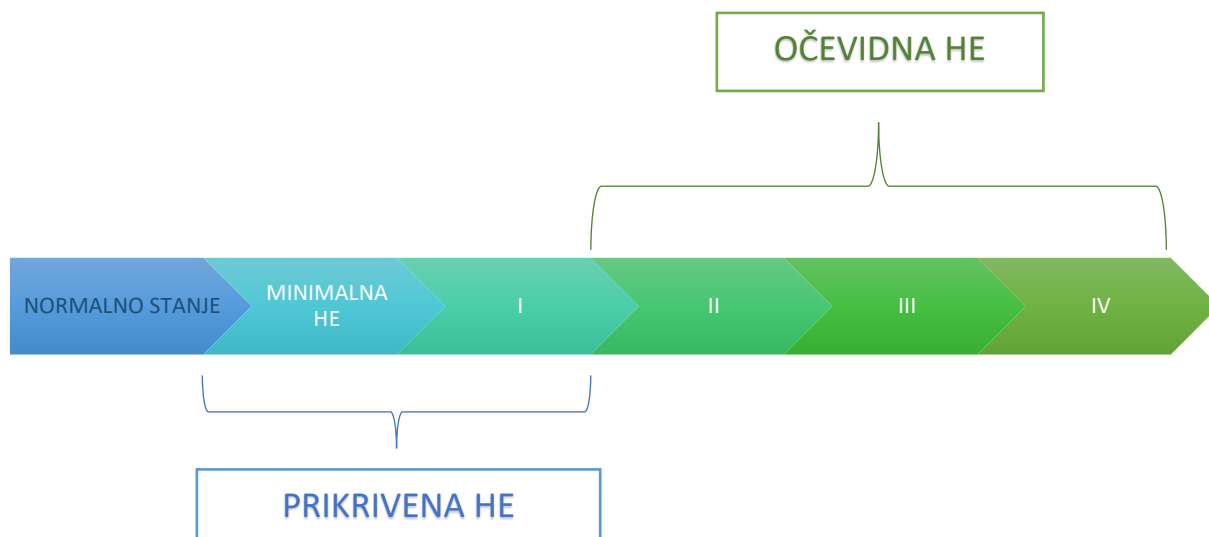 OČEVIDNA HE
NORMALNO STANJE
MINIMALNA
HE
I
II
III
IV
PRIKRIVENA HE